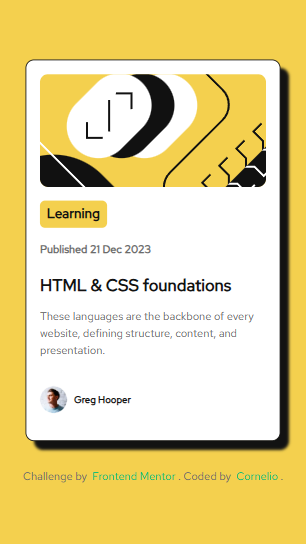 Learning
Published 21 Dec 2023
HTML & CSS foundations
These languages are the backbone of every
website, defining structure, content, and
presentation.
Greg Hooper
Challenge by Frontend Mentor . Coded by Cornelio .